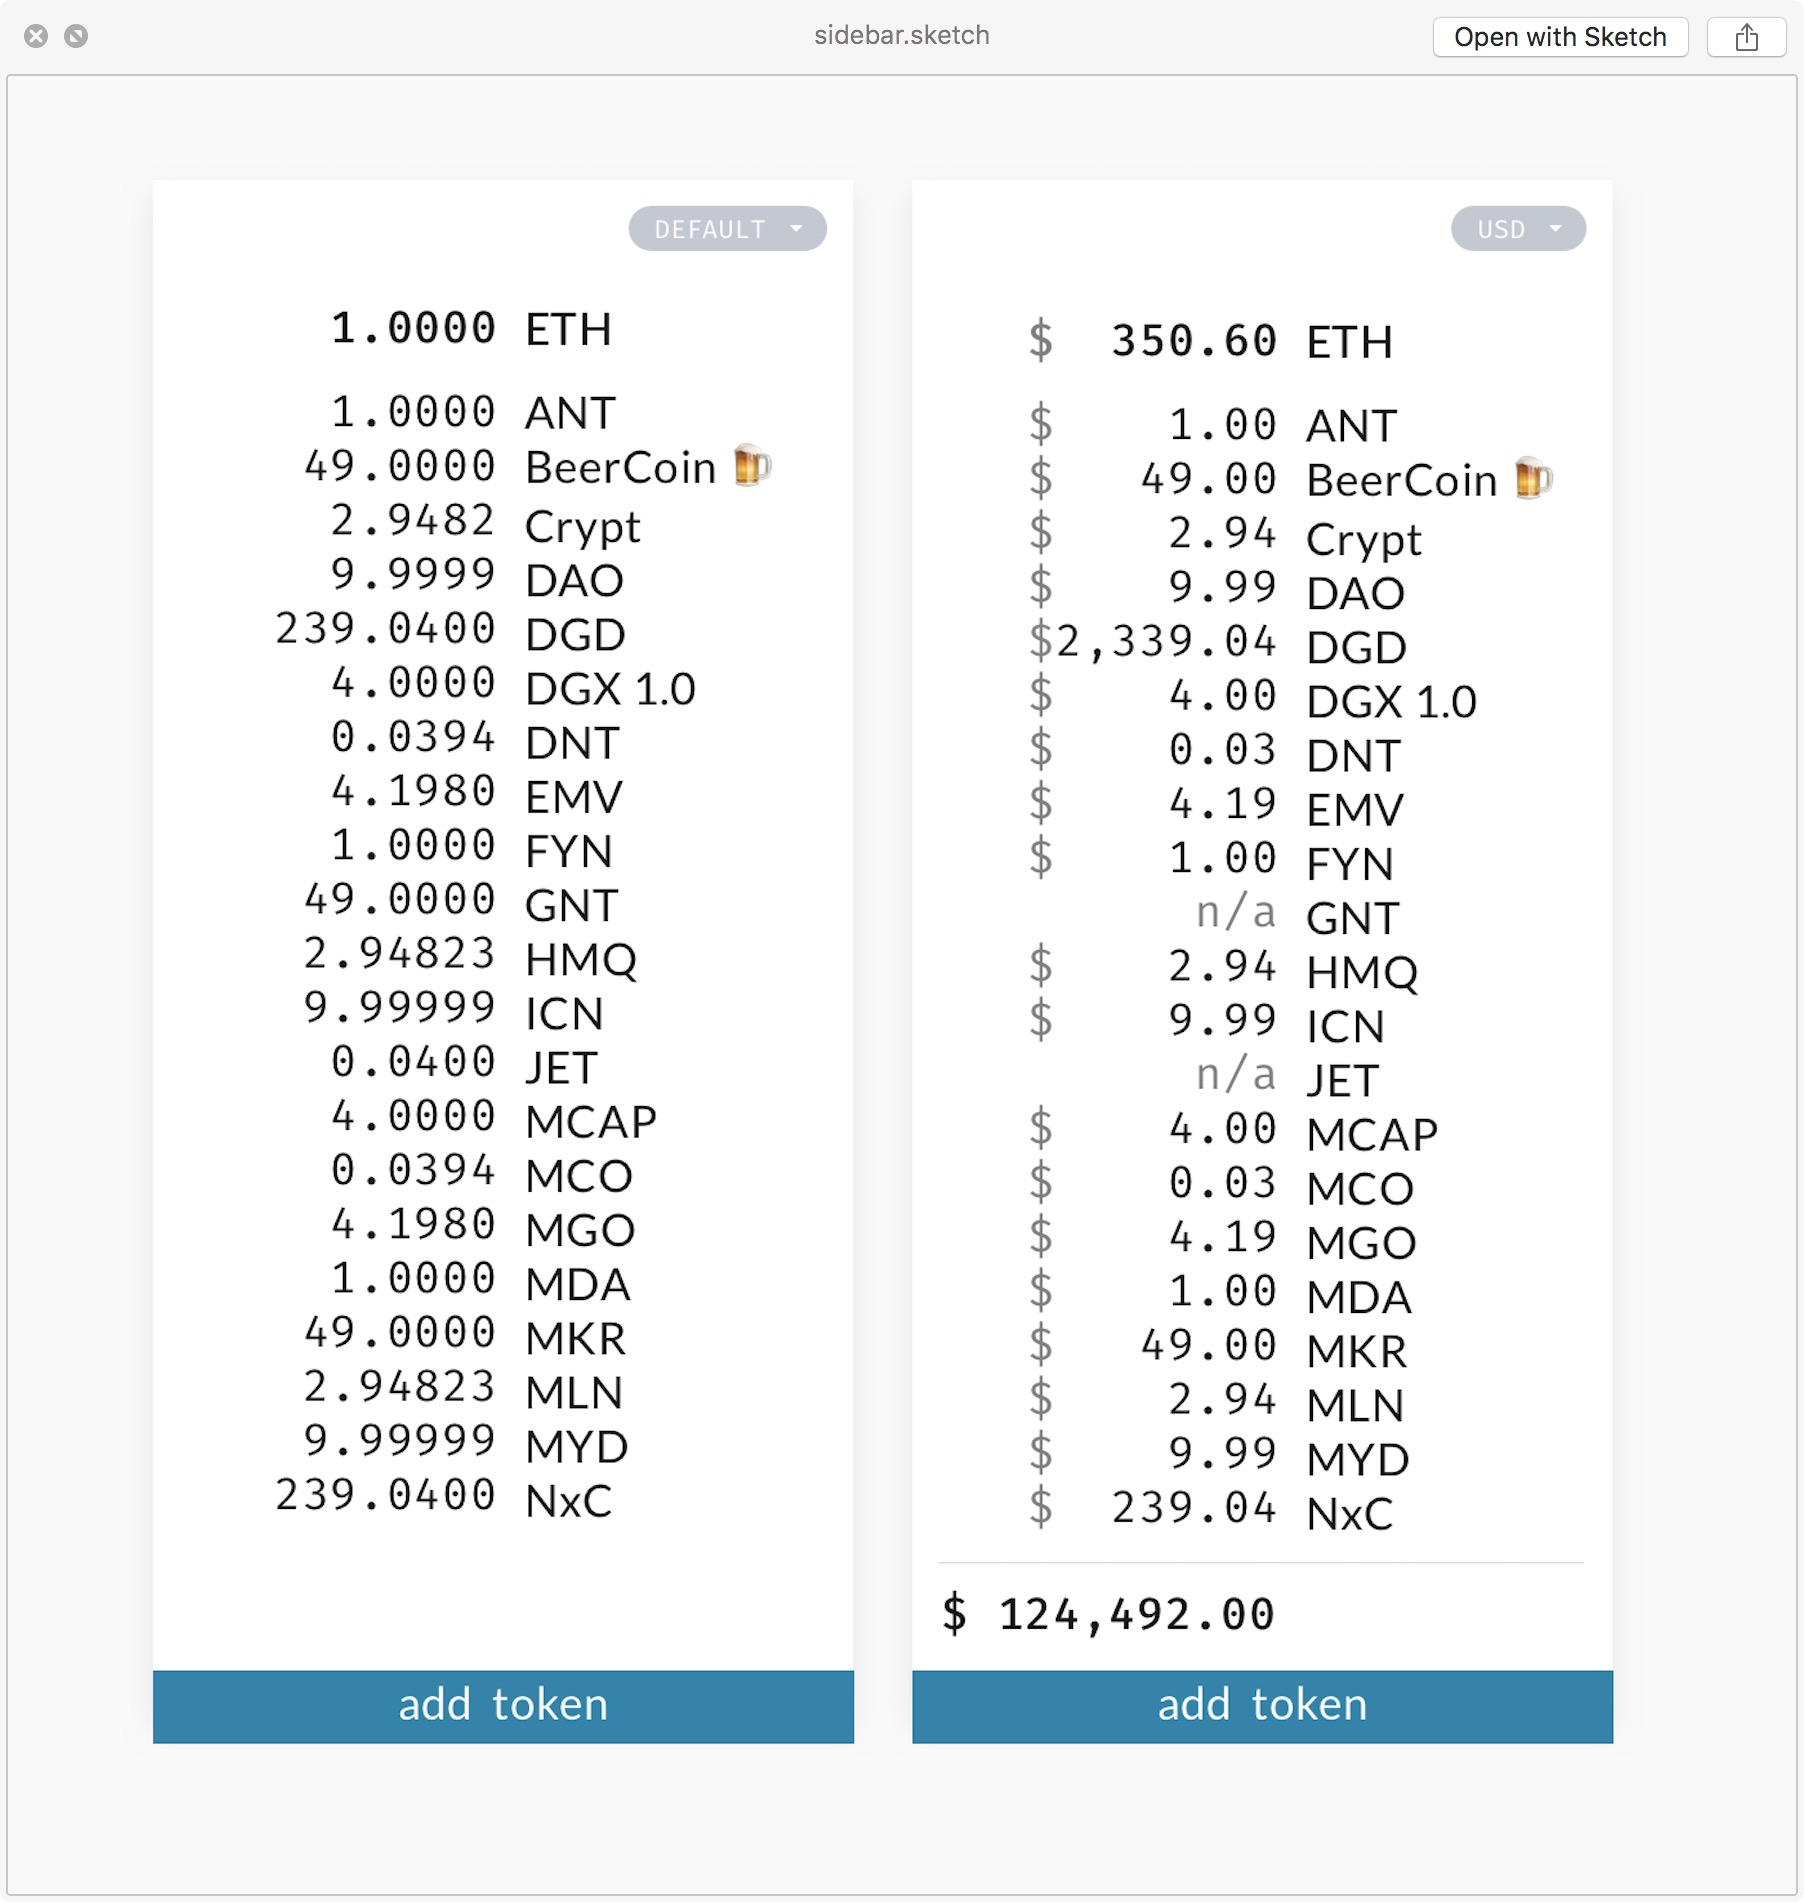 sidebar.sketch
Open with Sketch
DEFAULT
1.0000 ETH
1.0000 ANT
49.0000 BeerCoin 🍺
2.9482 Crypt
9.9999 DAO
239.0400 DGD
4.0000 DGX 1.0
0.0394 DNT
4.1980 EMV
1.0000 FYN
49.0000 GNT
2.94823 HMQ
9.99999 ICN
0.0400 JET
4.0000 MCAP
0.0394 MCO
4.1980 MGO
1.0000 MDA
49.0000 MKR
2.94823 MLN
9.99999 MYD
239.0400 NxC
add token
USD
$ 350.60 ETH
$ 1.00 ANT
$ 49.00 BeerCoin 🍺
$ 2.94 Crypt
$ 9.99 DAO
$2,339.04 DGD
$ 4.00 DGX 1.0
$ 0.03 DNT
$ 4.19 EMV
$ 1.00 FYN
n/a GNT
$ 2.94 HMQ
$ 9.99 ICN
n/a JET
$ 4.00 MCAP
$ 0.03 MCO
$ 4.19 MGO
$ 1.00 MDA
$ 49.00 MKR
$ 2.94 MLN
$ 9.99 MYD
$ 239.04 NxC
$ 124,492.00
add token